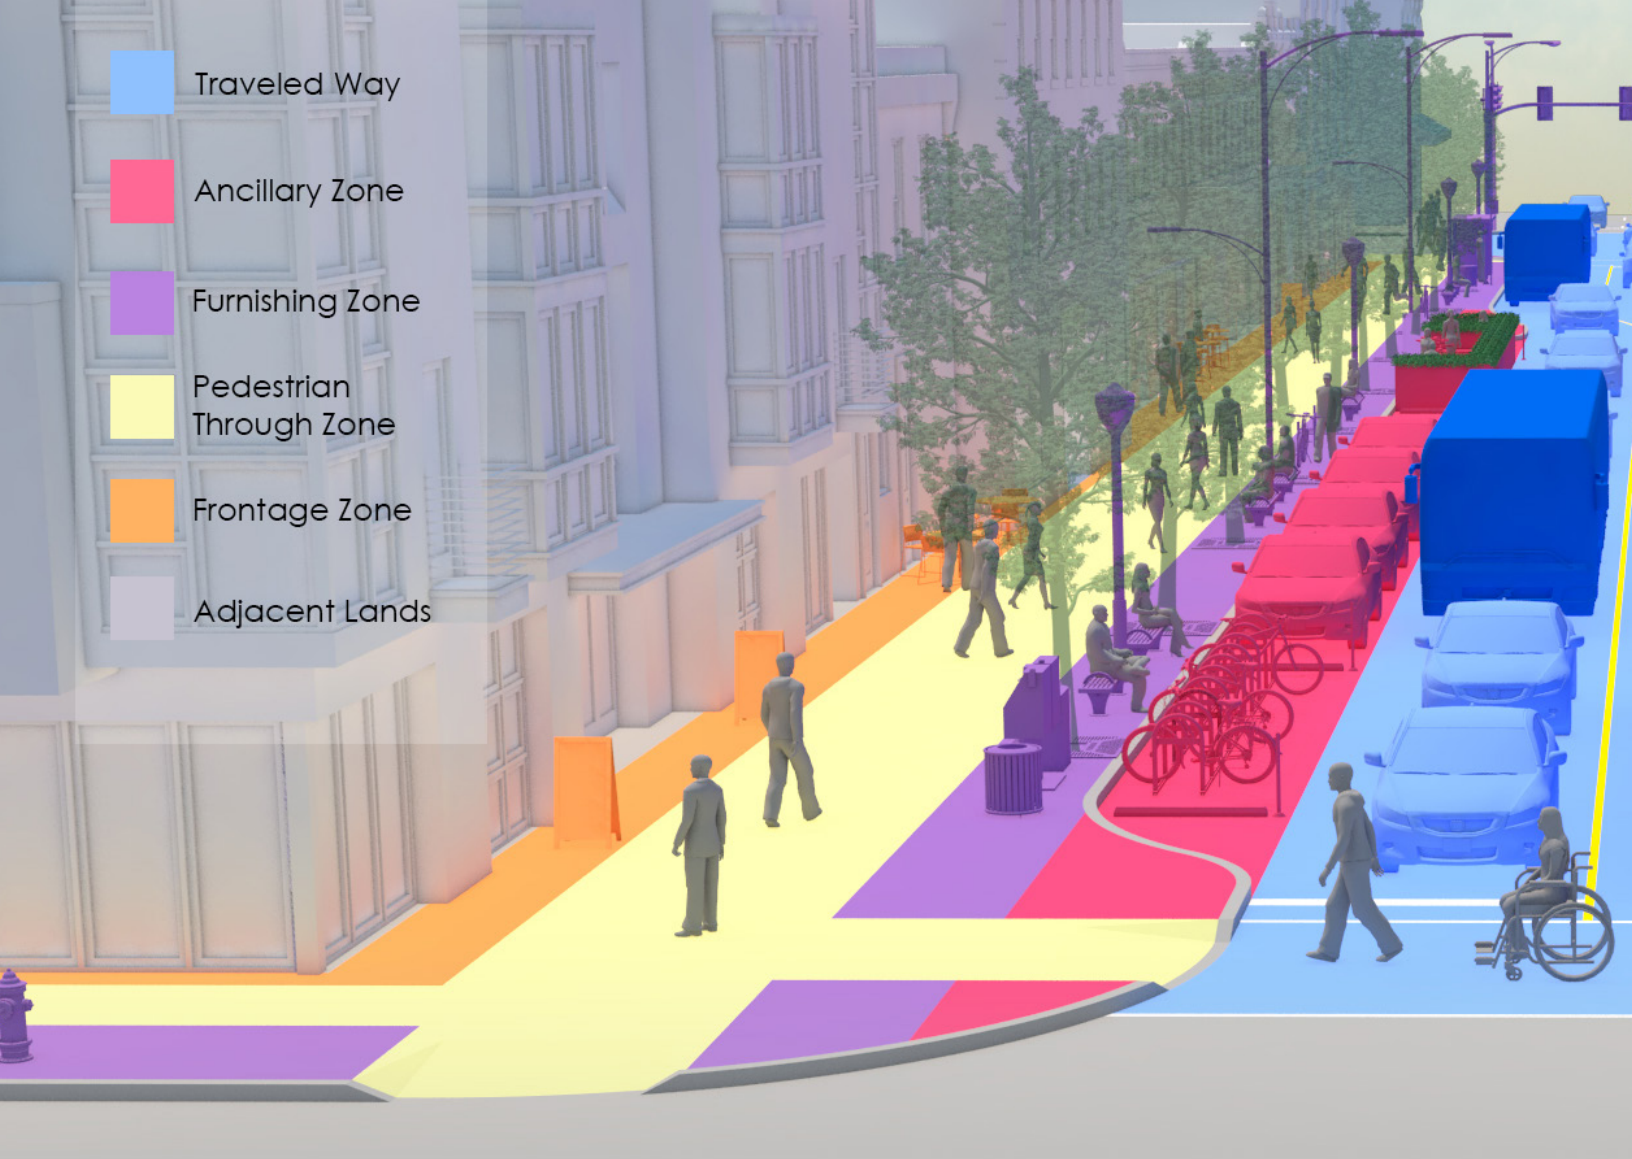 Traveled Way
Ancillary Zone
Furnishing Zone
Pedestrian
Through Zone
Frontage Zone
Adjacent Lands